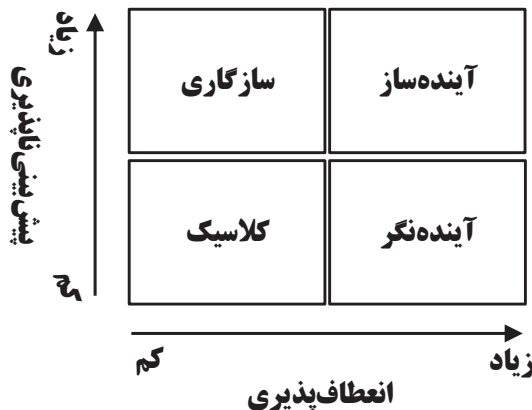 زیاد
پیش‌بینی‌ناپذیری
کم
آینده‌ساز
سازگاری
آینده‌نگر
کلاسیک
زیاد
کم
انعطاف‌پذیری